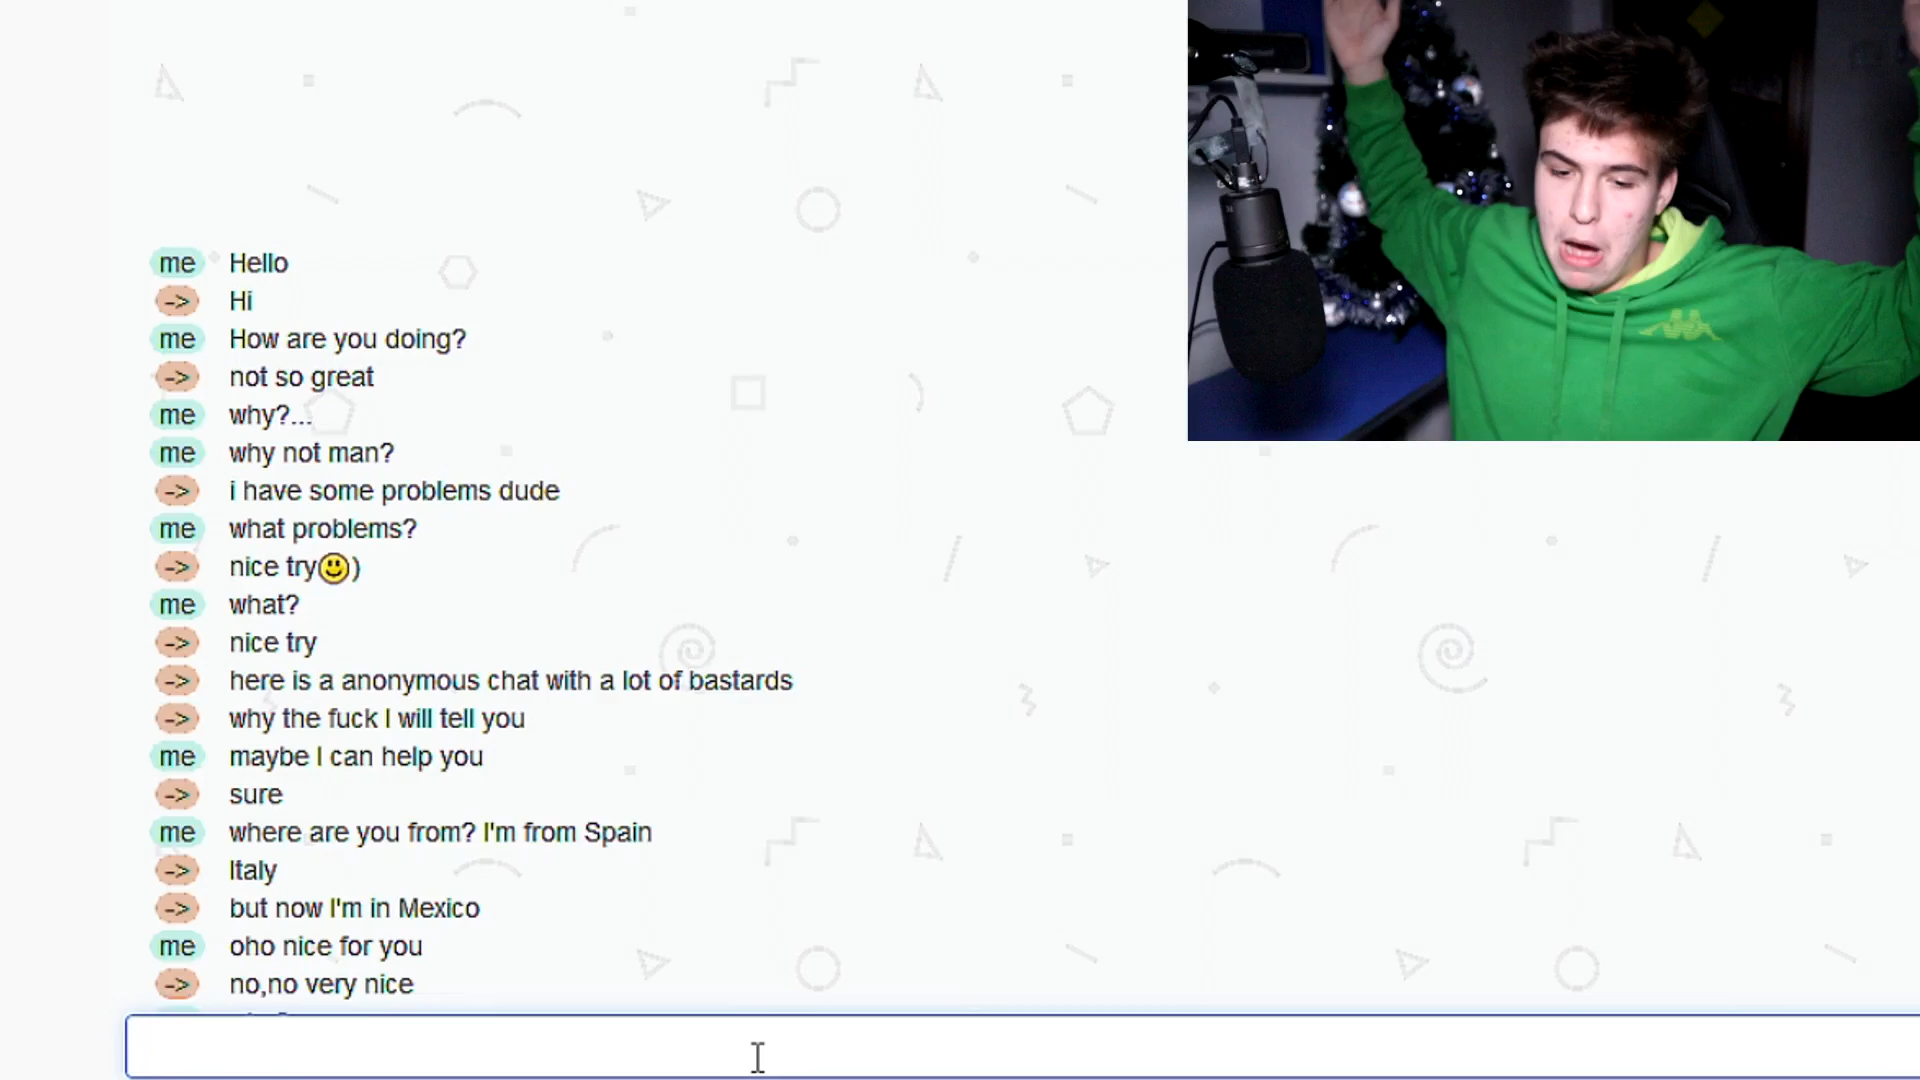 me Hello
-> Hi
me How are you doing?
-> not so great
me why?...
me why not man?
-> i have some problems dude
me what problems?
-> nice try🙂)
me what?
-> nice try
-> here is a anonymous chat with a lot of bastards
-> why the fuck I will tell you
me maybe I can help you
-> sure
me where are you from? I'm from Spain
-> Italy
-> but now I'm in Mexico
me oho nice for you
-> no,no very nice